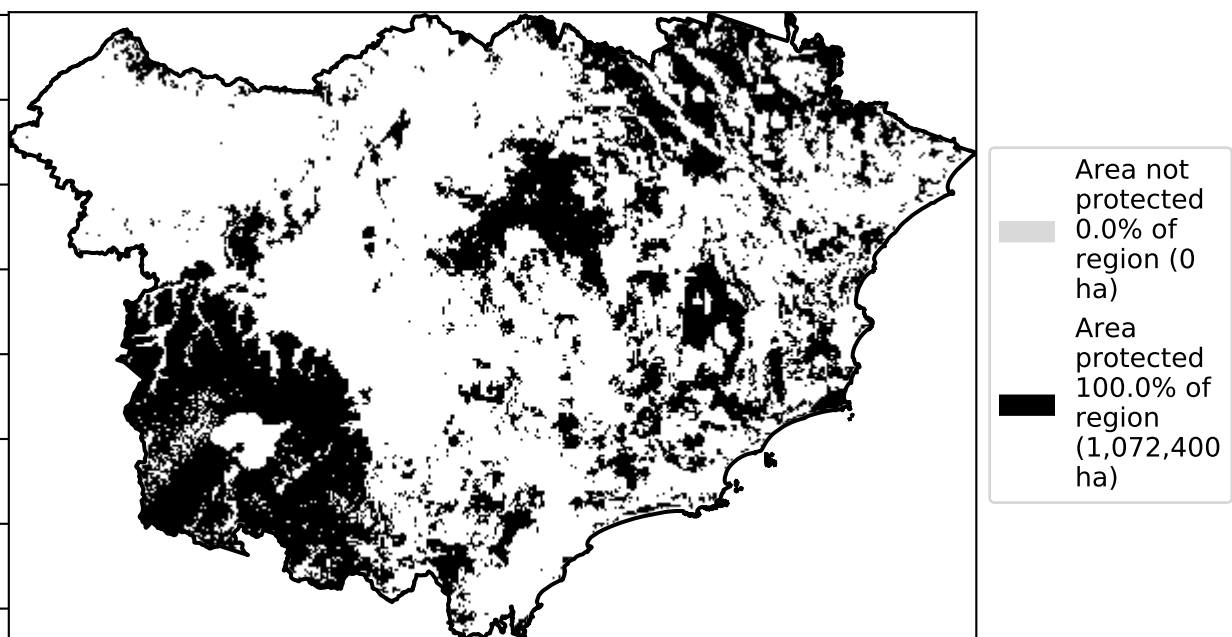 Area not
protected
0.0% of
region (0
ha)
Area
protected
100.0% of
region
(1,072,400
ha)